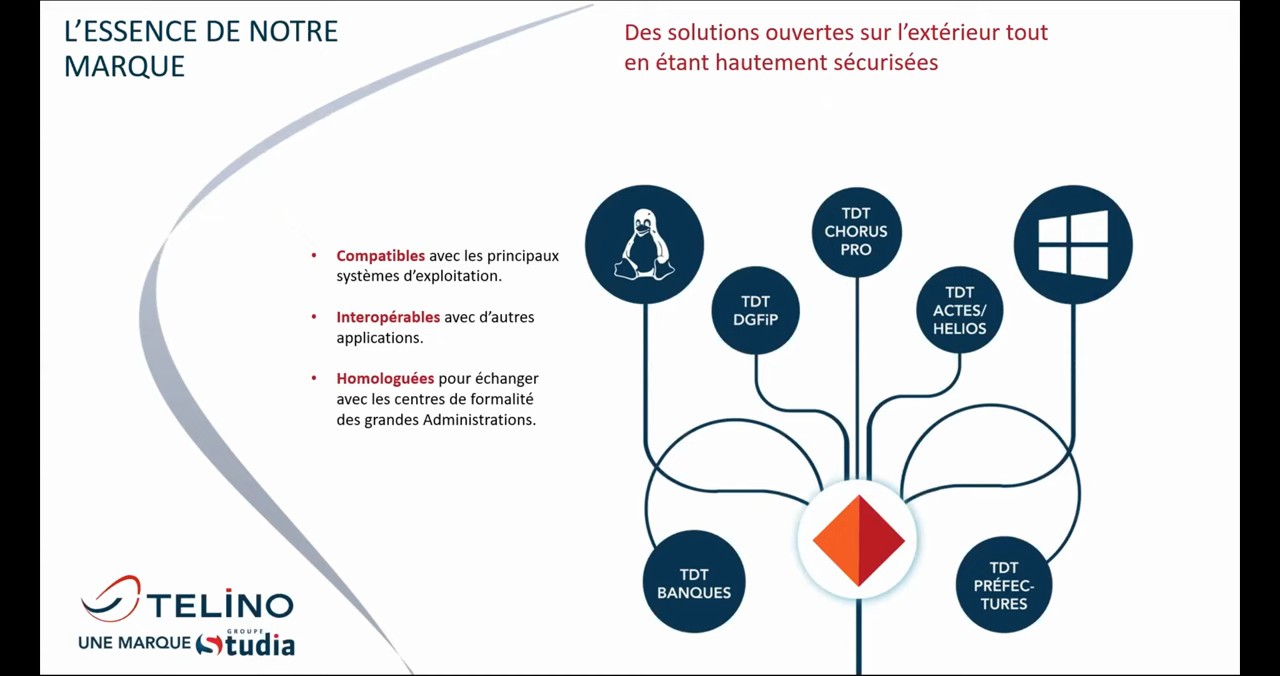 L'ESSENCE DE NOTRE
MARQUE
Des solutions ouvertes sur l'extérieur tout
en étant hautement sécurisées
• Compatibles avec les principaux
systèmes d'exploitation.
• Interopérables avec d'autres
applications.
• Homologuées pour échanger
avec les centres de formalité
des grandes Administrations.
TDT
CHORUS
PRO
TDT
DGFiP
TDT
ACTES/
HELIOS
TDT
BANQUES
TDT
PRÉFEC-
TURES
TELINO
UNE MARQUE
GROUPE
Studia